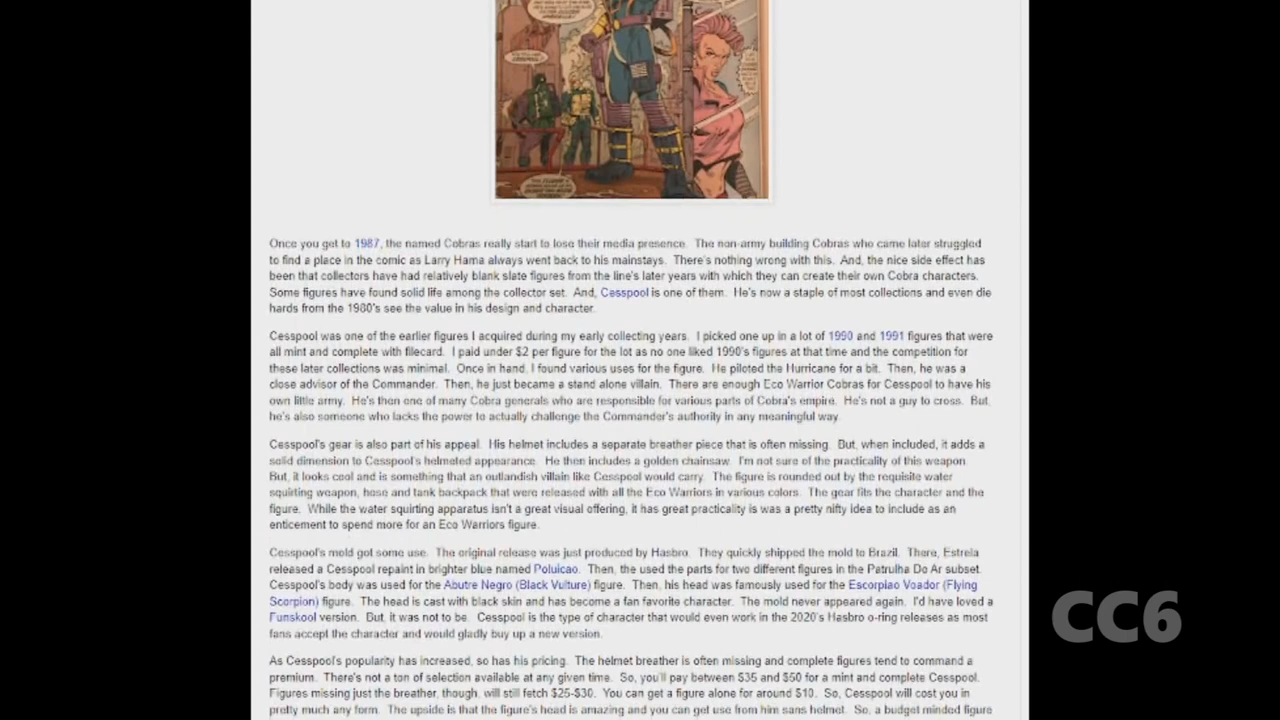 Once you get to 1987, the named Cobras really start to lose their media presence. The non-army building Cobras who came later struggled
to find a place in the comic as Larry Hama always went back to his mainstays. There's nothing wrong with this. And, the nice side effect has
been that collectors have had relatively blank slate figures from the line's later years with which they can create their own Cobra characters.
Some figures have found solid life among the collector set. And, Cesspool is one of them. He's now a staple of most collections and even die
hards from the 1980's see the value in his design and character.
Cesspool was one of the earlier figures I acquired during my early collecting years. I picked one up in a lot of 1990 and 1991 figures that were
all mint and complete with filecard. I paid under $2 per figure for the lot as no one liked 1990's figures at that time and the competition for
these later collections was minimal. Once in hand, I found various uses for the figure. He piloted the Hurricane for a bit. Then, he was a
close advisor of the Commander. Then, he just became a stand alone villain. There are enough Eco Warrior Cobras for Cesspool to have his
own little army. He's then one of many Cobra generals who are responsible for various parts of Cobra's empire. He's not a guy to cross. But,
he's also someone who lacks the power to actually challenge the Commander's authority in any meaningful way.
Cesspool's gear is also part of his appeal. His helmet includes a separate breather piece that is often missing. But, when included, it adds a
solid dimension to Cesspool's helmeted appearance. He then includes a golden chainsaw. I'm not sure of the practicality of this weapon.
But, it looks cool and is something that an outlandish villain like Cesspool would carry. The figure is rounded out by the requisite water
squirting weapon, hose and tank backpack that were released with all the Eco Warriors in various colors. The gear fits the character and the
figure. While the water squirting apparatus isn't a great visual offering, it has great practicality is was a pretty nifty idea to include as an
enticement to spend more for an Eco Warriors figure.
Cesspool's mold got some use. The original release was just produced by Hasbro. They quickly shipped the mold to Brazil. There, Estrela
released a Cesspool repaint in brighter blue named Poluicao. Then, the used the parts for two different figures in the Patrulha Do Ar subset.
Cesspool's body was used for the Abutre Negro (Black Vulture) figure. Then, his head was famously used for the Escorpiao Voador (Flying
Scorpion) figure. The head is cast with black skin and has become a fan favorite character. The mold never appeared again. I'd have loved a
Funskool version. But, it was not to be. Cesspool is the type of character that would even work in the 2020's Hasbro o-ring releases as most
fans accept the character and would gladly buy up a new version.
As Cesspool's popularity has increased, so has his pricing. The helmet breather is often missing and complete figures tend to command a
premium. There's not a ton of selection available at any given time. So, you'll pay between $35 and $50 for a mint and complete Cesspool.
Figures missing just the breather, though, will still fetch $25-$30. You can get a figure alone for around $10. So, Cesspool will cost you in
pretty much any form. The upside is that the figure's head is amazing and you can get use from him sans helmet. So, a budget minded figure
CC6